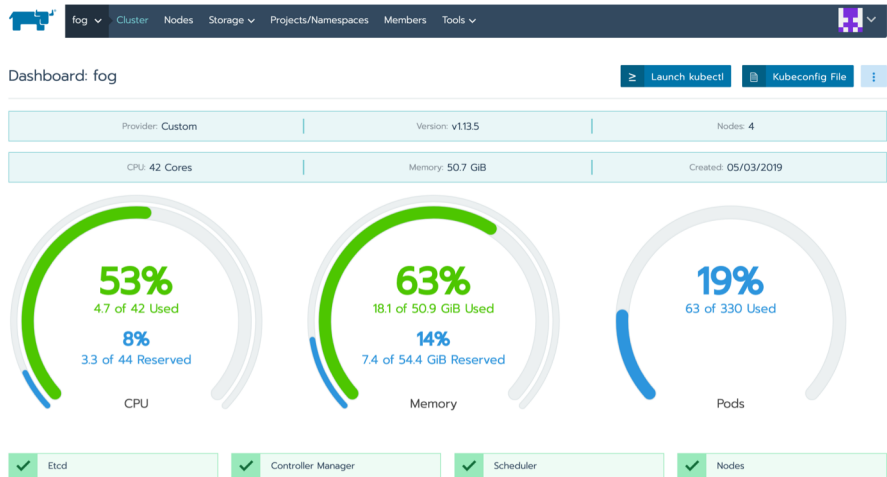 fog Cluster Nodes Storage Projects/Namespaces Members Tools
Dashboard: fog
≥ Launch kubectl Kubeconfig File
Provider: Custom Version: v1.13.5 Nodes: 4
CPU: 42 Cores Memory: 50.7 GiB Created: 05/03/2019
53% 63% 19%
4.7 of 42 Used 18.1 of 50.9 GiB Used 63 of 330 Used
8% 14%
3.3 of 44 Reserved 7.4 of 54.4 GiB Reserved
CPU Memory Pods
Etcd Controller Manager Scheduler Nodes